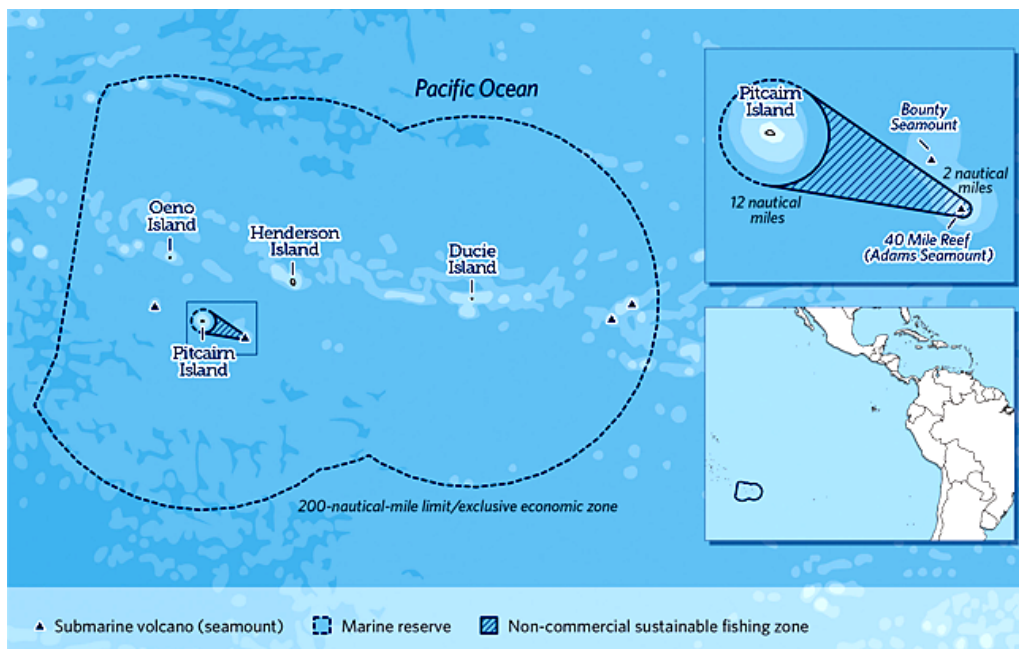 Pacific Ocean
Oeno
Island
Henderson
Island
Ducie
Island
Pitcairn
Island
200-nautical-mile limit/exclusive economic zone
Pitcairn
Island
Bounty
Seamount
2 nautical
miles
12 nautical
miles
40 Mile Reef
(Adams Seamount)
Submarine volcano (seamount)
Marine reserve
Non-commercial sustainable fishing zone